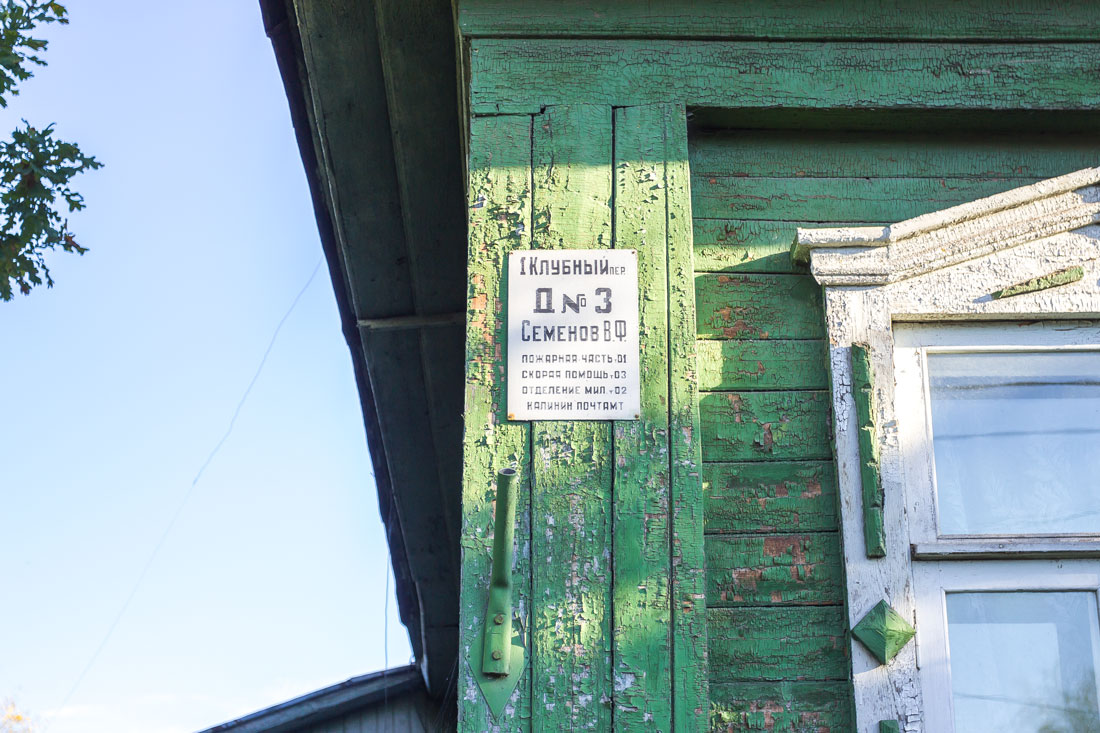 1 Клубный пер.
Д № 3
Семенов В.Ф.
пожарная часть т.01
скорая помощь т.03
отделение мил. т.02
калинин почтамт